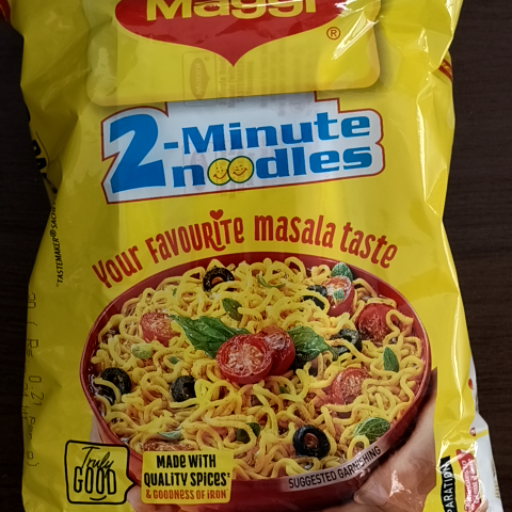 Maggi
®
2-Minute
noodles
Your FAVOURITE masala taste
Truly
GOOD
MADE WITH
QUALITY SPICES*
& GOODNESS OF IRON
SUGGESTED GARNISHING